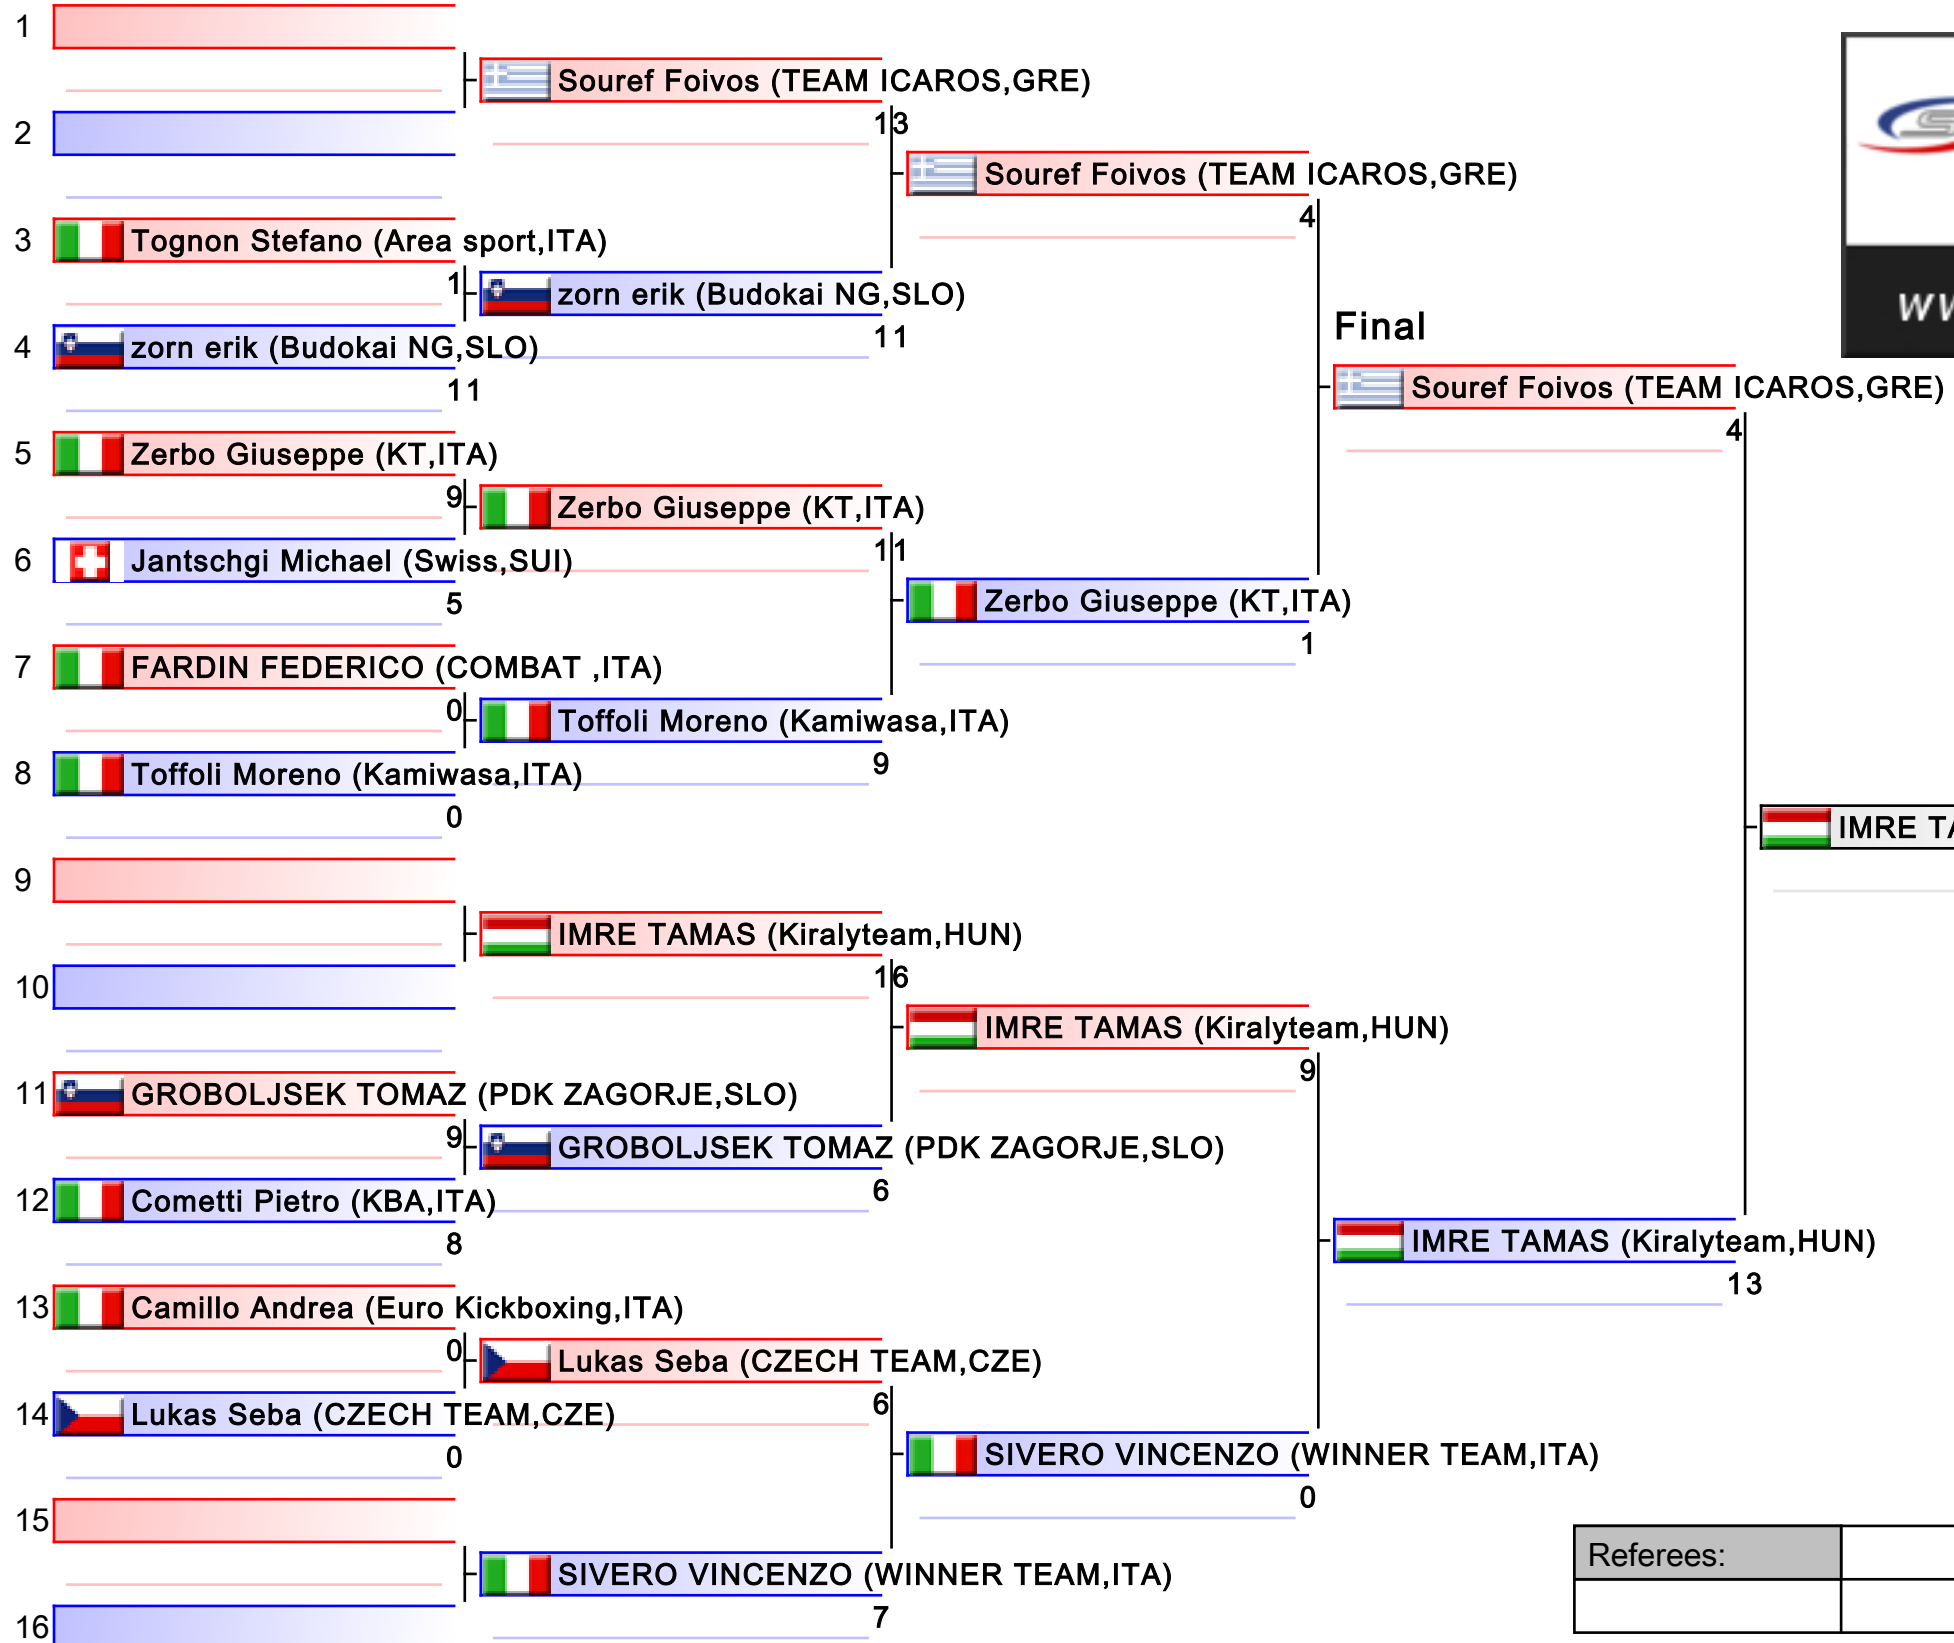 1
Souref Foivos (TEAM ICAROS,GRE)
13
2
Souref Foivos (TEAM ICAROS,GRE)
4
3
Tognon Stefano (Area sport,ITA)
1
zorn erik (Budokai NG,SLO)
11
4
zorn erik (Budokai NG,SLO)
11
Final
Souref Foivos (TEAM ICAROS,GRE)
4
5
Zerbo Giuseppe (KT,ITA)
9
Zerbo Giuseppe (KT,ITA)
11
6
Jantschgi Michael (Swiss,SUI)
5
Zerbo Giuseppe (KT,ITA)
1
7
FARDIN FEDERICO (COMBAT ,ITA)
0
Toffoli Moreno (Kamiwasa,ITA)
9
8
Toffoli Moreno (Kamiwasa,ITA)
0
IMRE TA
9
IMRE TAMAS (Kiralyteam,HUN)
16
10
IMRE TAMAS (Kiralyteam,HUN)
9
11
GROBOLJSEK TOMAZ (PDK ZAGORJE,SLO)
9
GROBOLJSEK TOMAZ (PDK ZAGORJE,SLO)
6
12
Cometti Pietro (KBA,ITA)
8
IMRE TAMAS (Kiralyteam,HUN)
13
13
Camillo Andrea (Euro Kickboxing,ITA)
0
Lukas Seba (CZECH TEAM,CZE)
6
14
Lukas Seba (CZECH TEAM,CZE)
0
SIVERO VINCENZO (WINNER TEAM,ITA)
0
15
SIVERO VINCENZO (WINNER TEAM,ITA)
7
16
Referees: